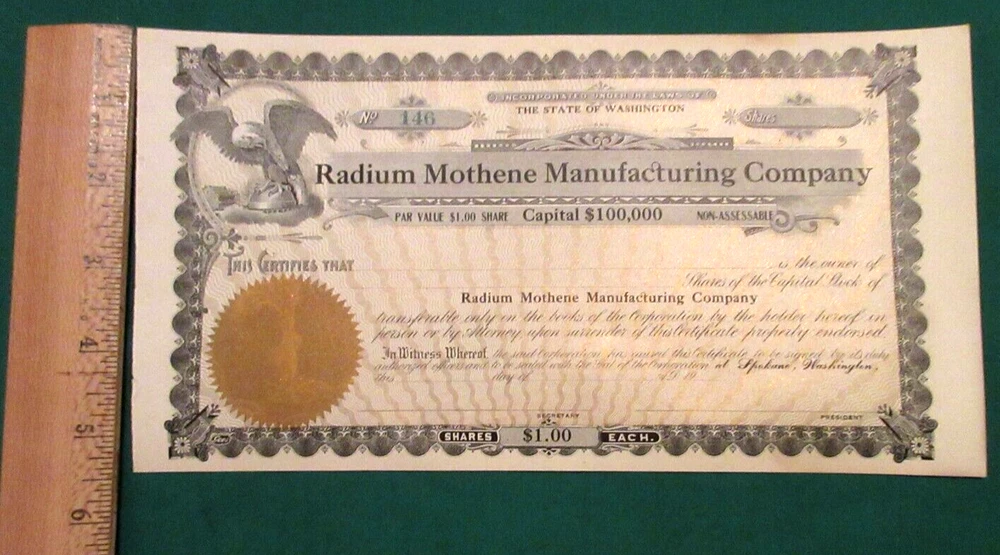 INCORPORATED UNDER THE LAWS OF
THE STATE OF WASHINGTON
No 146
Shares
Radium Mothene Manufacturing Company
PAR VALUE $1.00 SHARE Capital $100,000 NON-ASSESSABLE
THIS CERTIFIES THAT
is the owner of
Shares of the Capital Stock of
Radium Mothene Manufacturing Company
transferable only on the books of the Corporation by the holder hereof in
person or by Attorney upon surrender of this Certificate properly endorsed.
In Witness Whereof, the said Corporation has caused this Certificate to be signed by its duly
authorized officers and to be sealed with the Seal of the Corporation at Spokane, Washington,
this day of A.D. 19
SECRETARY
PRESIDENT
SHARES $1.00 EACH.
2
3
4
5
6